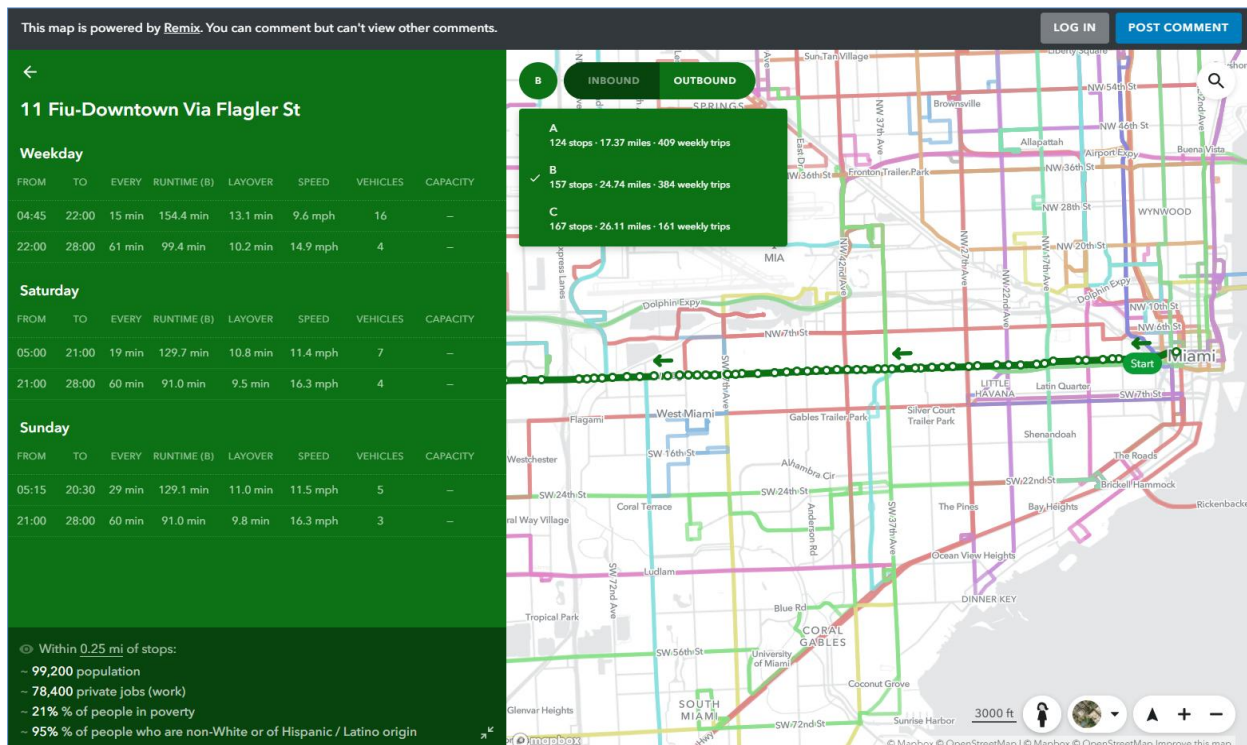 This map is powered by Remix. You can comment but can't view other comments.
LOG IN
POST COMMENT
11 Fiu-Downtown Via Flagler St
Weekday
FROM TO EVERY RUNTIME (B) LAYOVER SPEED VEHICLES CAPACITY
04:45 22:00 15 min 154.4 min 13.1 min 9.6 mph 16 –
22:00 28:00 61 min 99.4 min 10.2 min 14.9 mph 4 –
Saturday
FROM TO EVERY RUNTIME (B) LAYOVER SPEED VEHICLES CAPACITY
05:00 21:00 19 min 129.7 min 10.8 min 11.4 mph 7 –
21:00 28:00 60 min 91.0 min 9.5 min 16.3 mph 4 –
Sunday
FROM TO EVERY RUNTIME (B) LAYOVER SPEED VEHICLES CAPACITY
05:15 20:30 29 min 129.1 min 11.0 min 11.5 mph 5 –
21:00 28:00 60 min 91.0 min 9.8 min 16.3 mph 3 –
Within 0.25 mi of stops:
~ 99,200 population
~ 78,400 private jobs (work)
~ 21% % of people in poverty
~ 95% % of people who are non-White or of Hispanic / Latino origin
B
INBOUND
OUTBOUND
A
124 stops · 17.37 miles · 409 weekly trips
B
157 stops · 24.74 miles · 384 weekly trips
C
167 stops · 26.11 miles · 161 weekly trips
Sun Tan Village
Liberty Square
SPRINGS
NW 54th St
Brownsville
NW 37th Ave
NW 46th St
Allapattah
Airport Expy
Buena Vista
NW 36th St
NW 36th St
Fronton Trailer Park
NW 28th St
WYNWOOD
NW 42nd Ave
NW 27th Ave
NW 22nd Ave
NW 17th Ave
NW 20th St
MIA
Express Lanes
Dolphin Expy
Dolphin Expy
NW 10th St
NW 7th St
NW 6th St
Start
Miami
LITTLE
HAVANA
Latin Quarter
SW 7th St
Flagami
West Miami
Gables Trailer Park
Silver Court
Trailer Park
Shenandoah
Westchester
SW 16th St
Alhambra Cir
The Roads
SW 24th St
SW 24th St
SW 22nd St
Brickell Hammock
Coral Terrace
Anderson Rd
SW 37th Ave
The Pines
Bay Heights
Rickenbacke
ral Way Village
Ocean View Heights
Ludlam
SW 72nd Ave
DINNER KEY
Blue Rd
Tropical Park
CORAL
GABLES
SW 56th St
University
of Miami
Coconut Grove
Glenvar Heights
SOUTH
MIAMI
SW 72nd St
Sunrise Harbor
3000 ft
mapbox
© Mapbox © OpenStreetMap | © Mapbox © OpenStreetMap Improve this map